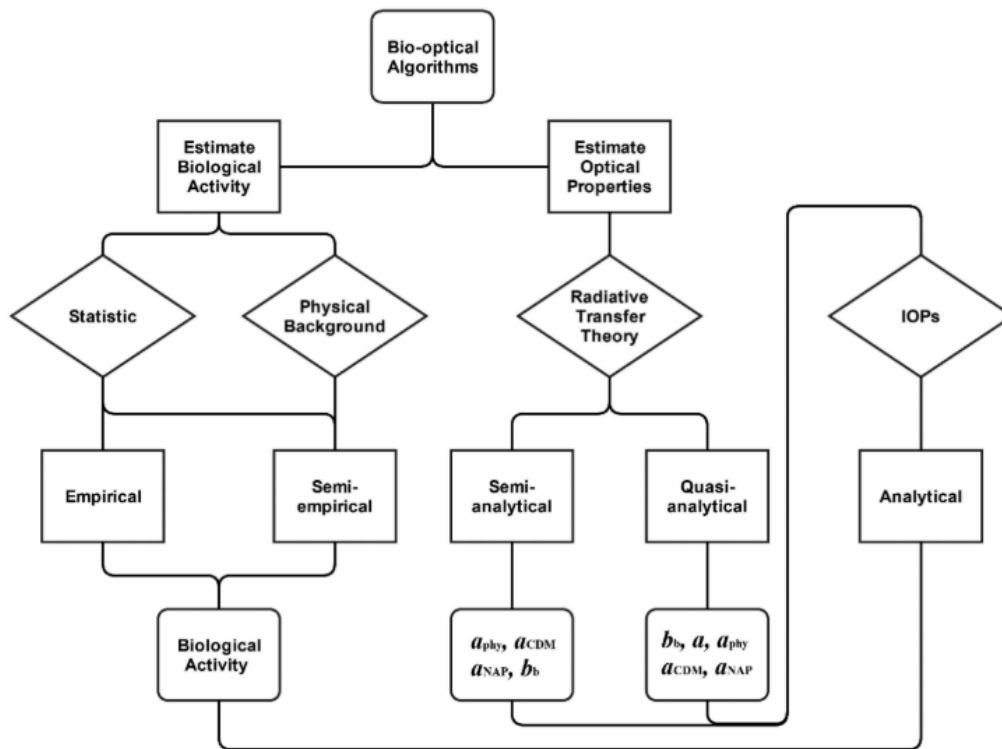 Bio-optical
Algorithms
Estimate
Biological
Activity
Estimate
Optical
Properties
Statistic
Physical
Background
Radiative
Transfer
Theory
IOPs
Empirical
Semi-
empirical
Semi-
analytical
Quasi-
analytical
Analytical
Biological
Activity
aphy, aCDM
aNAP, bb
bb, a, aphy
aCDM, aNAP